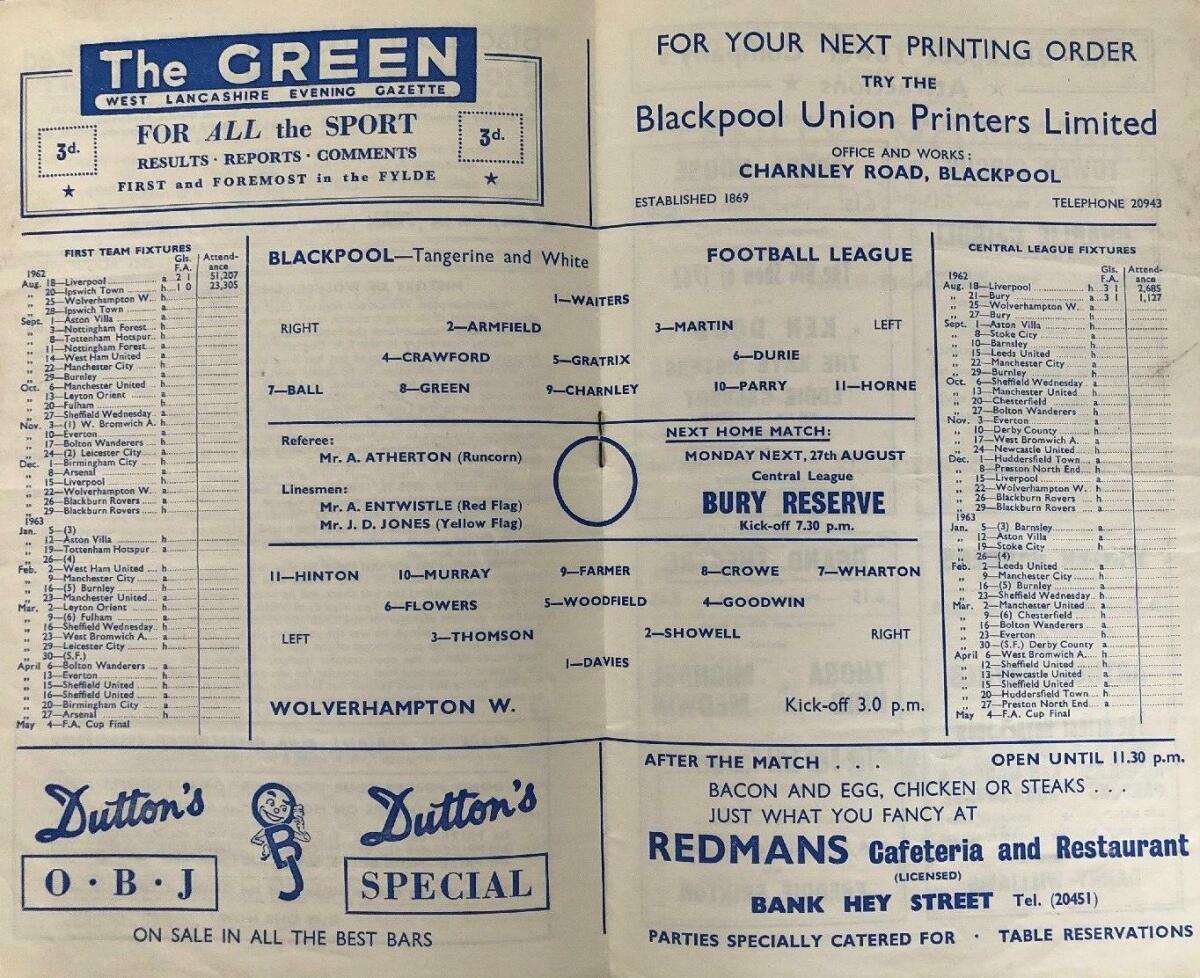 The GREEN
WEST LANCASHIRE EVENING GAZETTE
3d.
FOR ALL the SPORT
3d.
RESULTS · REPORTS · COMMENTS
★ FIRST and FOREMOST in the FYLDE ★
FOR YOUR NEXT PRINTING ORDER
TRY THE
Blackpool Union Printers Limited
OFFICE AND WORKS:
CHARNLEY ROAD, BLACKPOOL
ESTABLISHED 1869 TELEPHONE 20943
FIRST TEAM FIXTURES
Gls. Attend-
1962 F.A. ance
Aug. 18—Liverpool a 2 1 51,207
„ 20—Ipswich Town h 1 0 23,305
„ 25—Wolverhampton W. h
„ 28—Ipswich Town a
Sept. 1—Aston Villa a
„ 3—Nottingham Forest h
„ 8—Tottenham Hotspur h
„ 11—Nottingham Forest a
„ 14—West Ham United a
„ 22—Manchester City h
„ 29—Burnley a
Oct. 6—Manchester United a
„ 13—Leyton Orient a
„ 20—Fulham h
„ 27—Sheffield Wednesday a
Nov. 3—(1) W. Bromwich A. h
„ 10—Everton a
„ 17—Bolton Wanderers h
„ 24—(2) Leicester City a
Dec. 1—Birmingham City h
„ 8—Arsenal a
„ 15—Liverpool h
„ 22—Wolverhampton W. a
„ 26—Blackburn Rovers h
„ 29—Blackburn Rovers a
1963
Jan. 5—(3)
„ 12—Aston Villa h
„ 19—Tottenham Hotspur a
„ 26—(4)
Feb. 2—West Ham United h
„ 9—Manchester City a
„ 16—(5) Burnley h
„ 23—Manchester United a
Mar. 2—Leyton Orient h
„ 9—(6) Fulham a
„ 16—Sheffield Wednesday h
„ 23—West Bromwich A. a
„ 29—Leicester City h
„ 30—(S.F.)
April 6—Bolton Wanderers a
„ 13—Everton h
„ 15—Sheffield United h
„ 16—Sheffield United a
„ 20—Birmingham City a
„ 27—Arsenal h
May 4—F.A. Cup Final
BLACKPOOL—Tangerine and White
FOOTBALL LEAGUE
1—WAITERS
RIGHT 2—ARMFIELD 3—MARTIN LEFT
4—CRAWFORD 5—GRATRIX 6—DURIE
7—BALL 8—GREEN 9—CHARNLEY 10—PARRY 11—HORNE
Referee:
Mr. A. ATHERTON (Runcorn)
Linesmen:
Mr. A. ENTWISTLE (Red Flag)
Mr. J. D. JONES (Yellow Flag)
NEXT HOME MATCH:
MONDAY NEXT, 27th AUGUST
Central League
BURY RESERVE
Kick-off 7.30 p.m.
11—HINTON 10—MURRAY 9—FARMER 8—CROWE 7—WHARTON
6—FLOWERS 5—WOODFIELD 4—GOODWIN
LEFT 3—THOMSON 2—SHOWELL RIGHT
1—DAVIES
WOLVERHAMPTON W. Kick-off 3.0 p.m.
CENTRAL LEAGUE FIXTURES
Gls. Attend-
1962 F.A. ance
Aug. 18—Liverpool h 3 1 2,685
„ 21—Bury a 3 1 1,127
„ 25—Wolverhampton W. a
„ 27—Bury h
Sept. 1—Aston Villa h
„ 8—Stoke City a
„ 10—Barnsley h
„ 15—Leeds United h
„ 22—Manchester City a
„ 29—Burnley h
Oct. 6—Sheffield Wednesday a
„ 13—Manchester United h
„ 20—Chesterfield a
„ 27—Bolton Wanderers h
Nov. 3—Everton a
„ 10—Derby County h
„ 17—West Bromwich A. a
„ 24—Newcastle United h
Dec. 1—Huddersfield Town a
„ 8—Preston North End h
„ 15—Liverpool a
„ 22—Wolverhampton W. h
„ 26—Blackburn Rovers a
„ 29—Blackburn Rovers h
1963
Jan. 5—(3) Barnsley a
„ 12—Aston Villa a
„ 19—Stoke City h
„ 26—(4)
Feb. 2—Leeds United a
„ 9—Manchester City h
„ 16—(5) Burnley a
„ 23—Sheffield Wednesday h
Mar. 2—Manchester United a
„ 9—(6) Chesterfield h
„ 16—Bolton Wanderers a
„ 23—Everton h
„ 30—(S.F.) Derby County a
April 6—West Bromwich A. h
„ 12—Sheffield United h
„ 13—Newcastle United a
„ 15—Sheffield United a
„ 20—Huddersfield Town h
„ 27—Preston North End a
May 4—F.A. Cup Final
Dutton's
O · B · J
OBJ
Dutton's
SPECIAL
ON SALE IN ALL THE BEST BARS
AFTER THE MATCH . . . OPEN UNTIL 11.30 p.m.
BACON AND EGG, CHICKEN OR STEAKS . . .
JUST WHAT YOU FANCY AT
REDMANS Cafeteria and Restaurant
(LICENSED)
BANK HEY STREET Tel. (20451)
PARTIES SPECIALLY CATERED FOR · TABLE RESERVATIONS